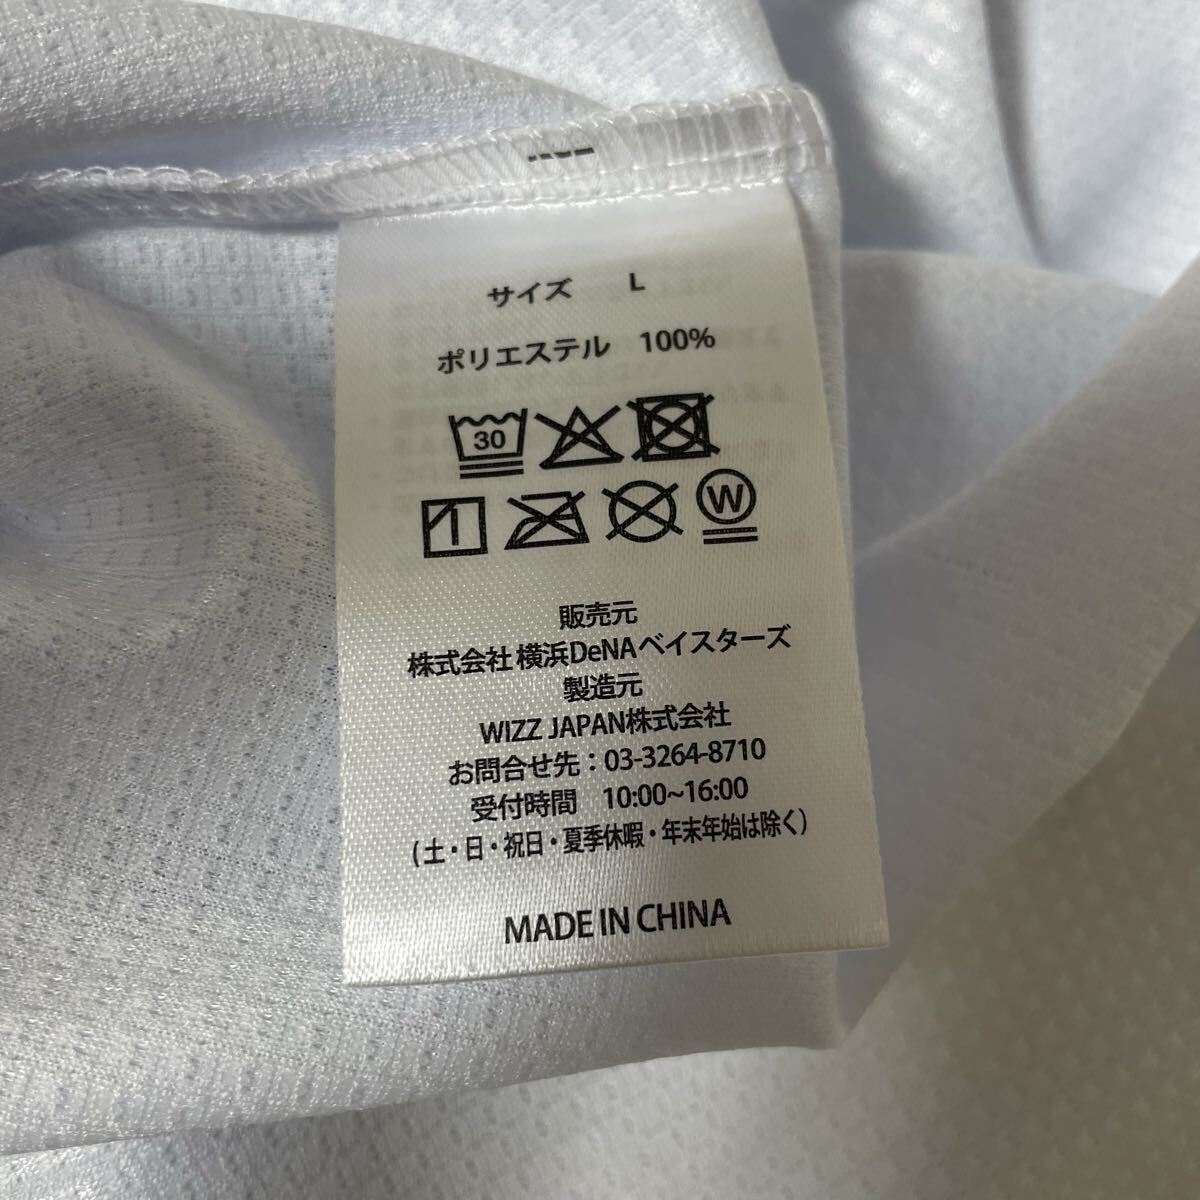 サイズ L
ポリエステル 100%
30
W
販売元
株式会社 横浜DeNAベイスターズ
製造元
WIZZ JAPAN株式会社
お問合せ先：03-3264-8710
受付時間 10:00~16:00
(土・日・祝日・夏季休暇・年末年始は除く)
MADE IN CHINA